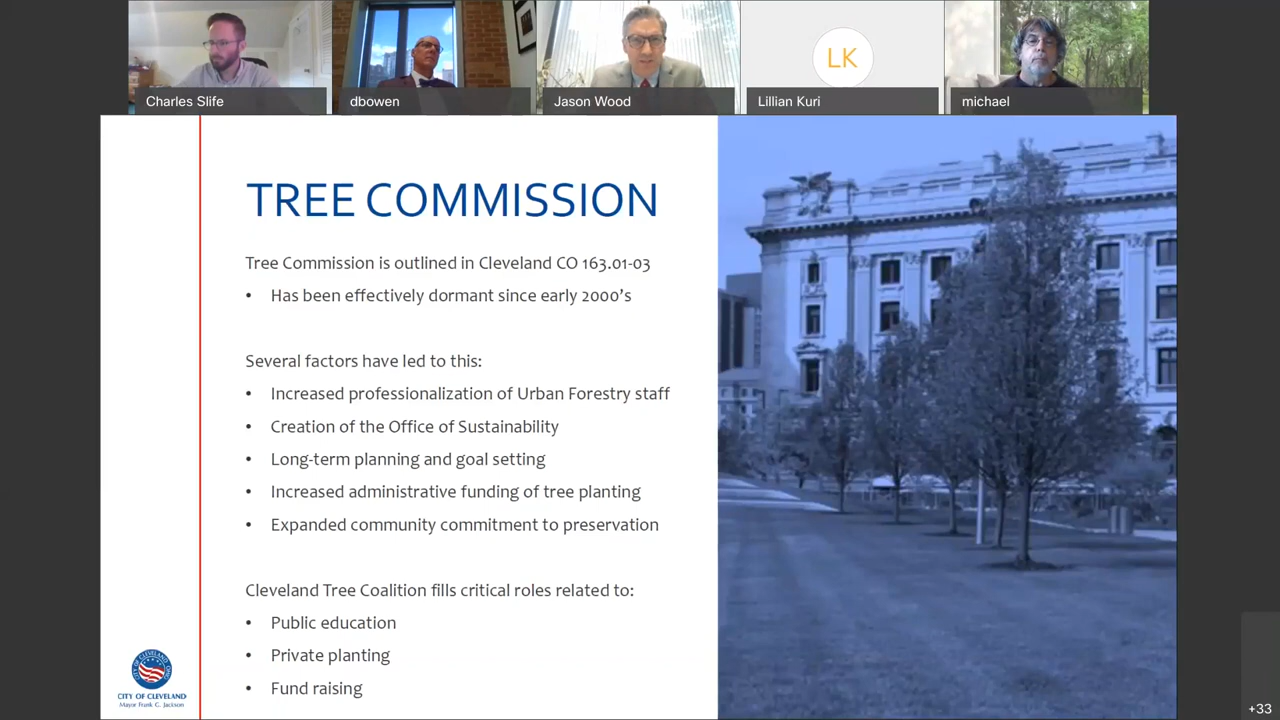 Charles Slife
dbowen
Jason Wood
LK
Lillian Kuri
michael
TREE COMMISSION
Tree Commission is outlined in Cleveland CO 163.01-03
• Has been effectively dormant since early 2000's
Several factors have led to this:
• Increased professionalization of Urban Forestry staff
• Creation of the Office of Sustainability
• Long-term planning and goal setting
• Increased administrative funding of tree planting
• Expanded community commitment to preservation
Cleveland Tree Coalition fills critical roles related to:
• Public education
• Private planting
• Fund raising
CITY OF CLEVELAND
Mayor Frank G. Jackson
+33